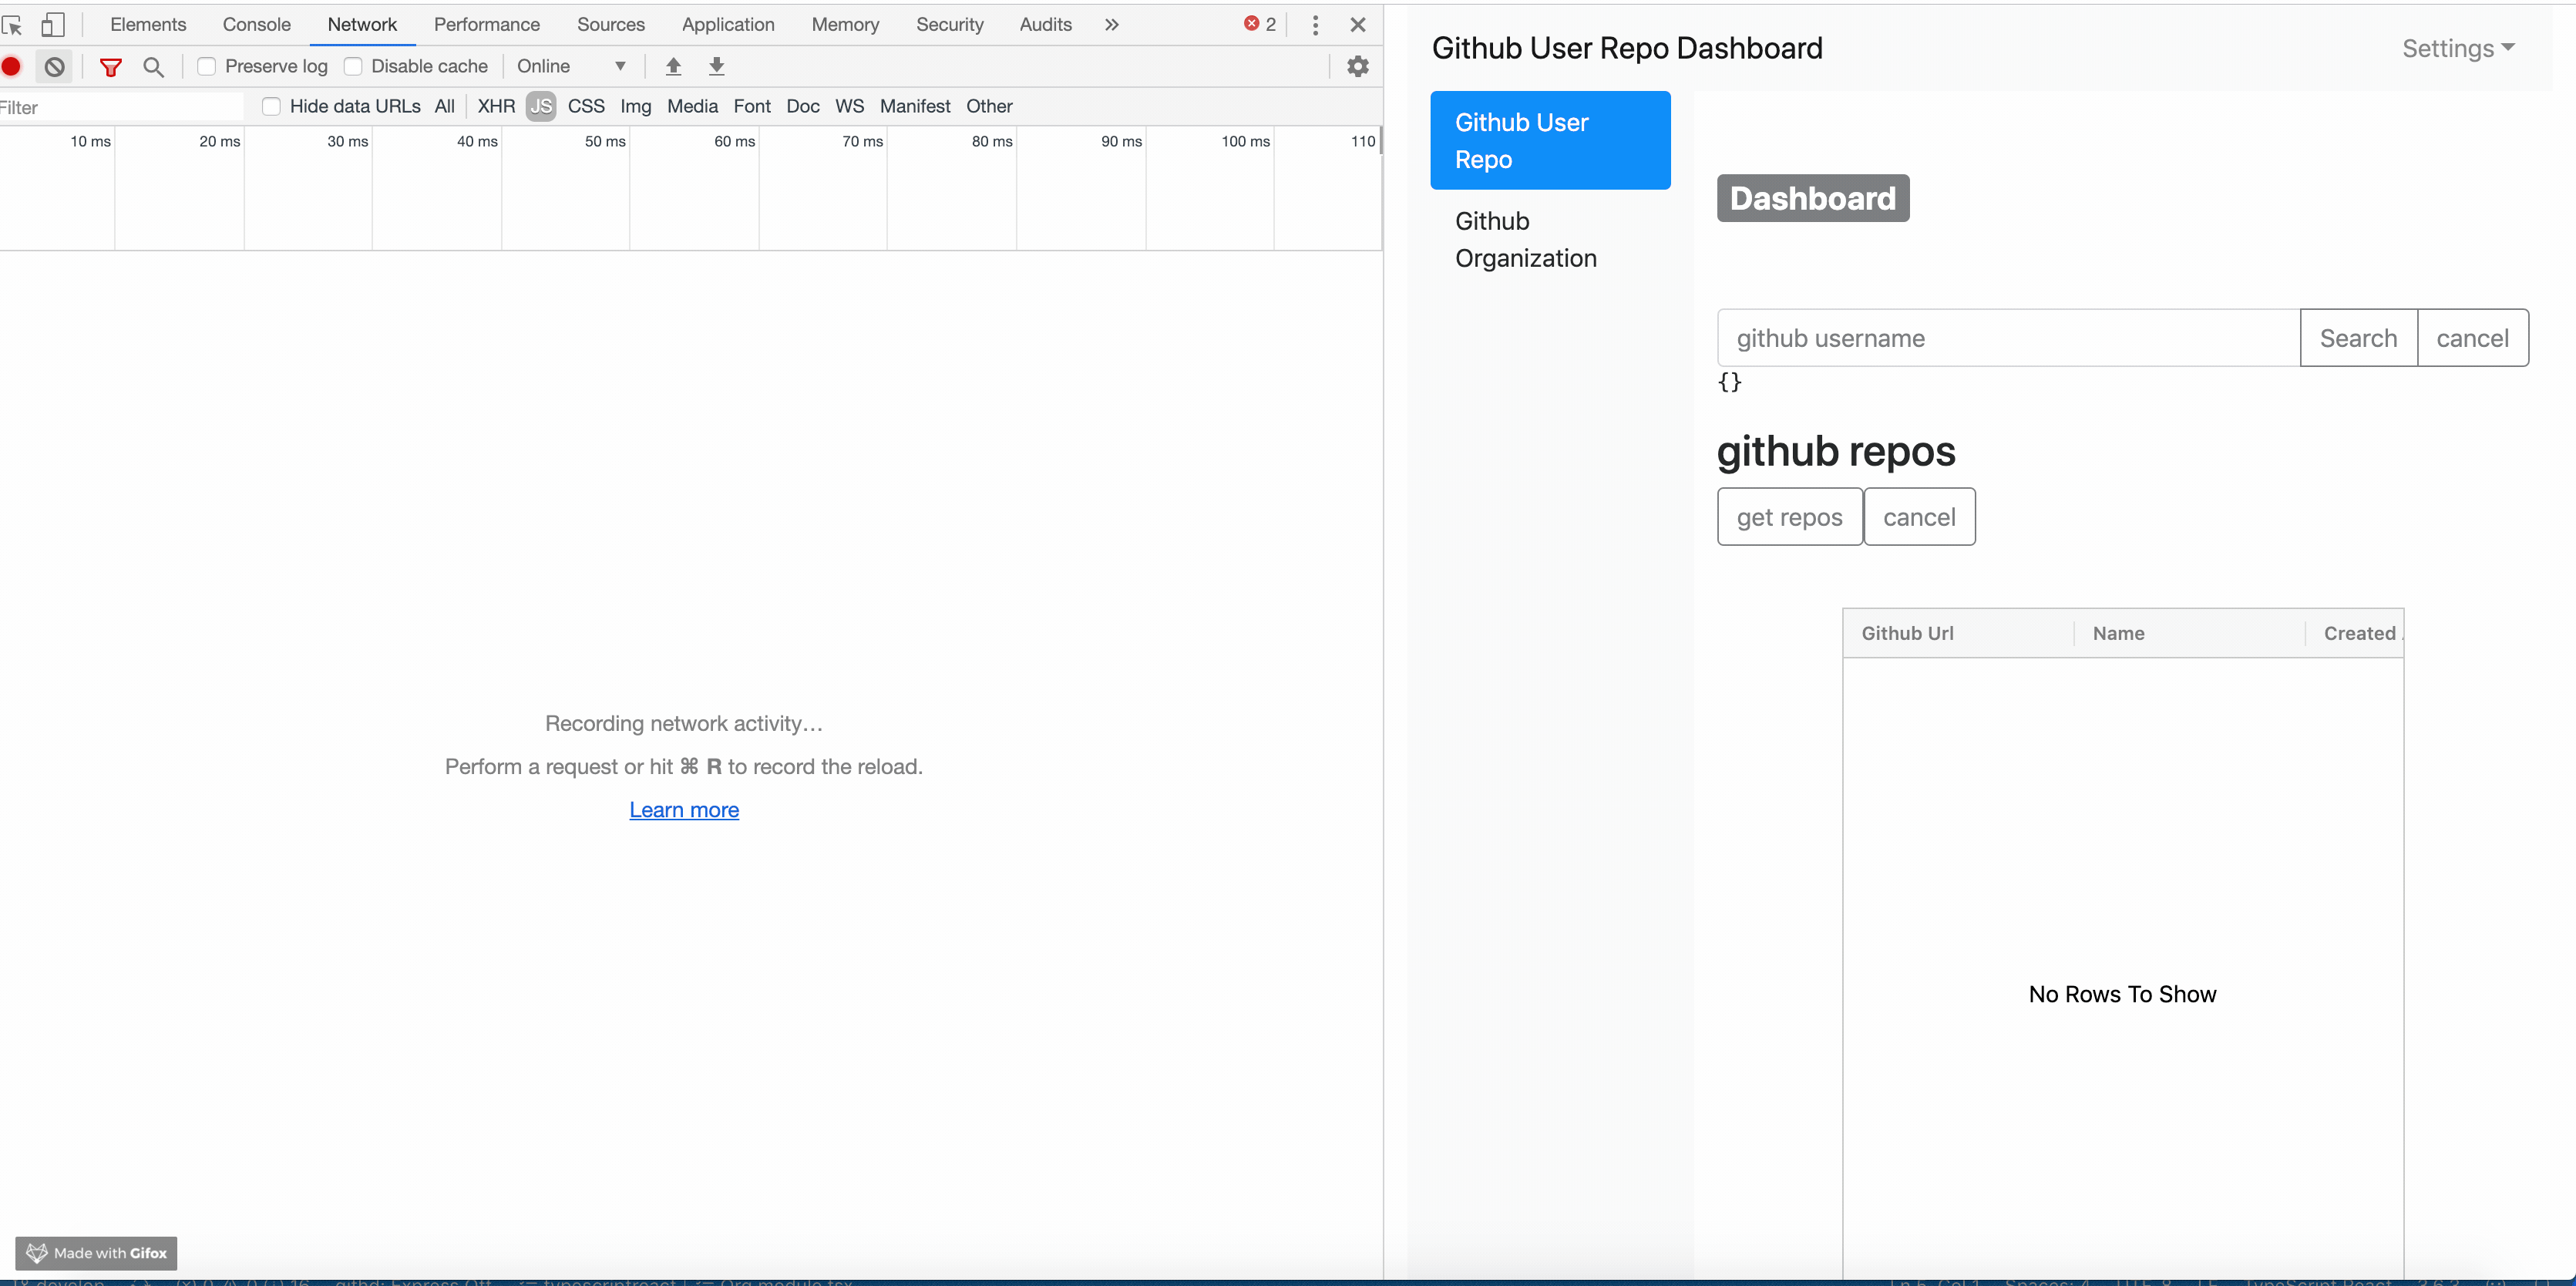 Elements Console Network Performance Sources Application Memory Security Audits » 2
Preserve log Disable cache Online
Filter Hide data URLs All XHR JS CSS Img Media Font Doc WS Manifest Other
10 ms 20 ms 30 ms 40 ms 50 ms 60 ms 70 ms 80 ms 90 ms 100 ms 110
Recording network activity…
Perform a request or hit ⌘ R to record the reload.
Learn more
Made with Gifox
Github User Repo Dashboard
Settings
Github User
Repo
Github
Organization
Dashboard
github username Search cancel
{}
github repos
get repos cancel
Github Url Name Created
No Rows To Show